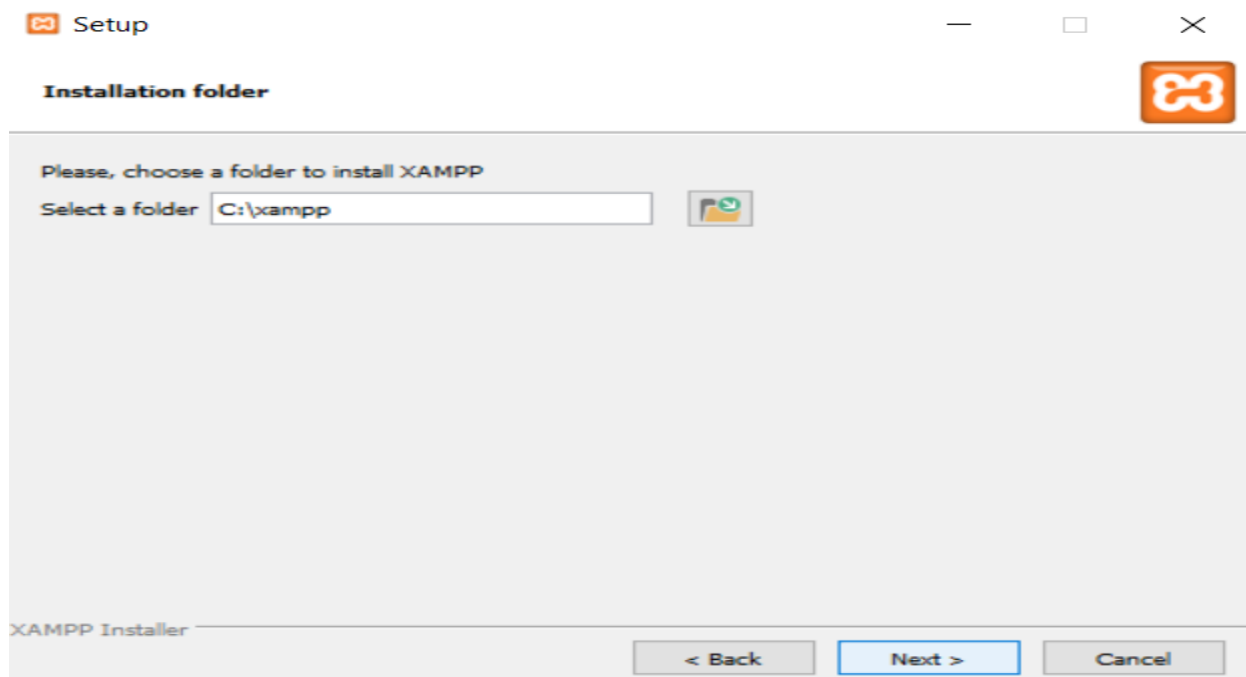 Setup
Installation folder
Please, choose a folder to install XAMPP
Select a folder C:\xampp
XAMPP Installer
< Back Next > Cancel